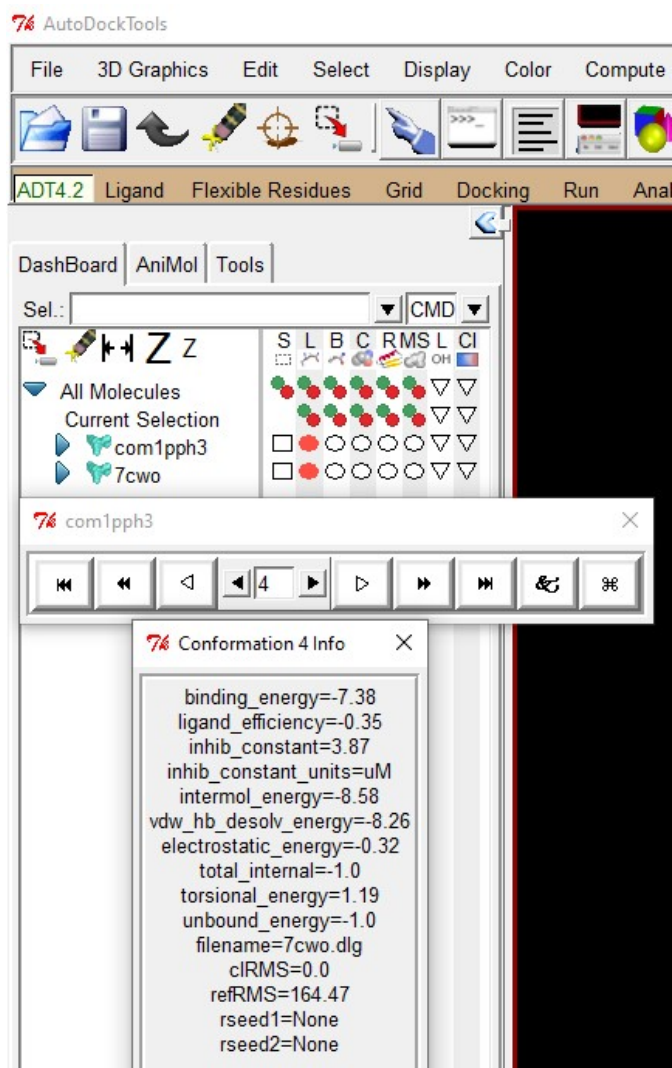 AutoDockTools
File 3D Graphics Edit Select Display Color Compute
>>>_
ADT4.2 Ligand Flexible Residues Grid Docking Run Anal
DashBoard AniMol Tools
Sel.: CMD
Z Z S L B C R MS L Cl
OH
All Molecules
Current Selection
com1pph3
7cwo
com1pph3
4
Conformation 4 Info
binding_energy=-7.38
ligand_efficiency=-0.35
inhib_constant=3.87
inhib_constant_units=uM
intermol_energy=-8.58
vdw_hb_desolv_energy=-8.26
electrostatic_energy=-0.32
total_internal=-1.0
torsional_energy=1.19
unbound_energy=-1.0
filename=7cwo.dlg
clRMS=0.0
refRMS=164.47
rseed1=None
rseed2=None